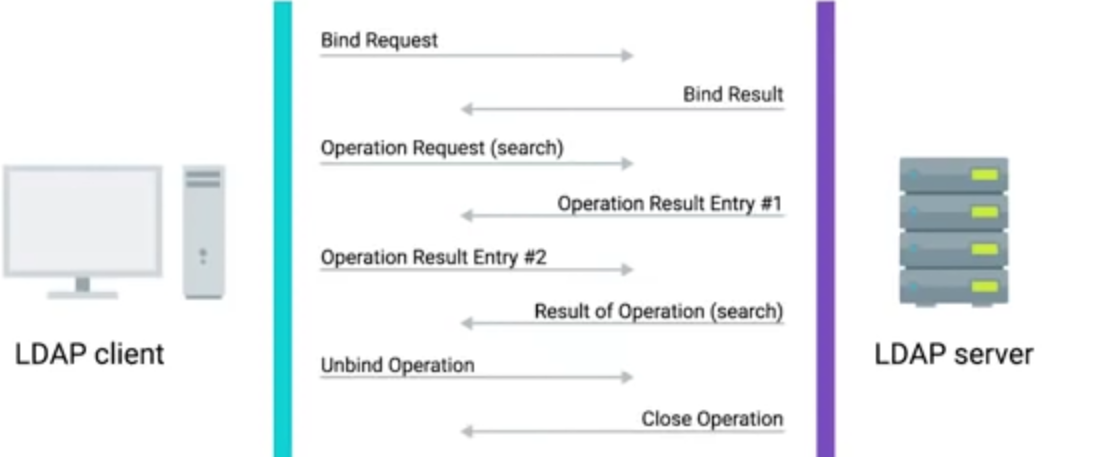 Bind Request
Bind Result
Operation Request (search)
Operation Result Entry #1
Operation Result Entry #2
Result of Operation (search)
LDAP client
LDAP server
Unbind Operation
Close Operation